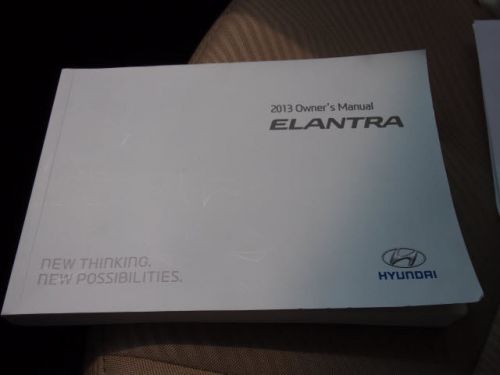 2013 Owner's Manual
ELANTRA
NEW THINKING.
NEW POSSIBILITIES.
HYUNDAI